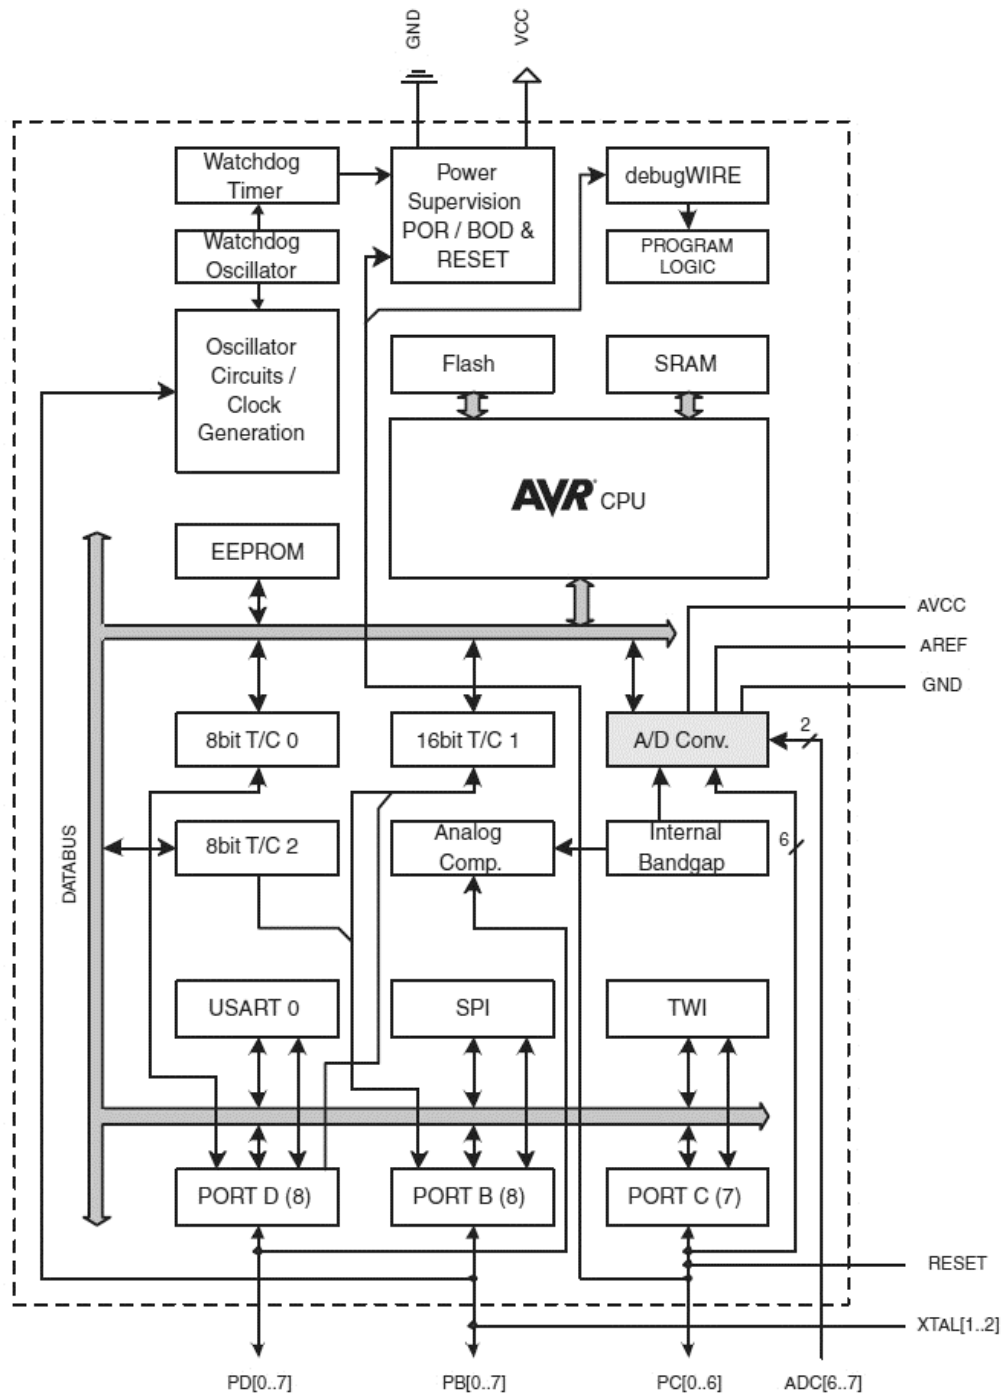 GND
VCC
Watchdog
Timer
Power
Supervision
POR / BOD &
RESET
debugWIRE
Watchdog
Oscillator
PROGRAM
LOGIC
Oscillator
Circuits /
Clock
Generation
Flash
SRAM
AVR CPU
EEPROM
AVCC
AREF
GND
8bit T/C 0
16bit T/C 1
A/D Conv.
2
DATABUS
8bit T/C 2
Analog
Comp.
Internal
Bandgap
6
USART 0
SPI
TWI
PORT D (8)
PORT B (8)
PORT C (7)
RESET
XTAL[1..2]
PD[0..7]
PB[0..7]
PC[0..6]
ADC[6..7]